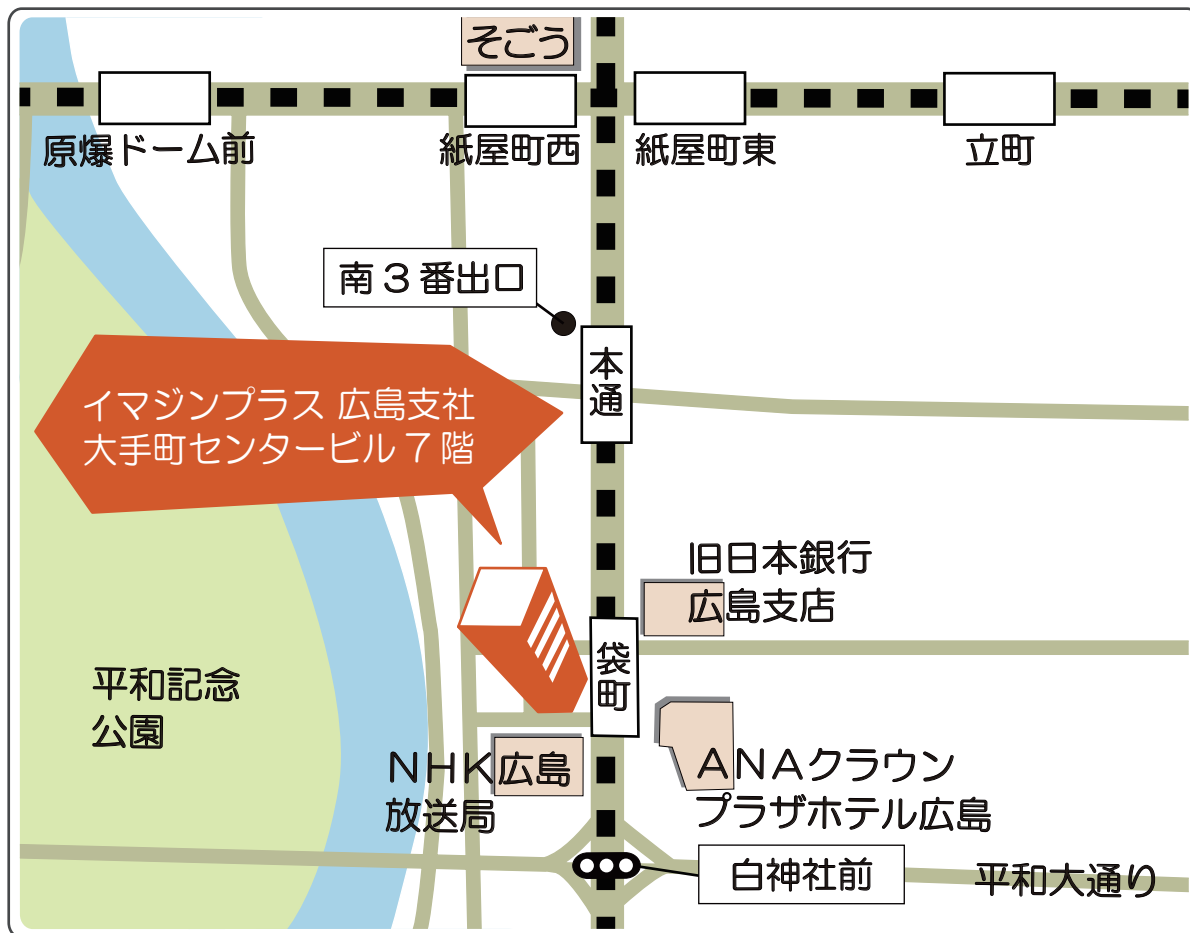 そごう
原爆ドーム前
紙屋町西
紙屋町東
立町
南3番出口
本通
イマジンプラス 広島支社
大手町センタービル7階
旧日本銀行
広島支店
袋町
平和記念
公園
NHK広島
放送局
ANAクラウン
プラザホテル広島
白神社前
平和大通り